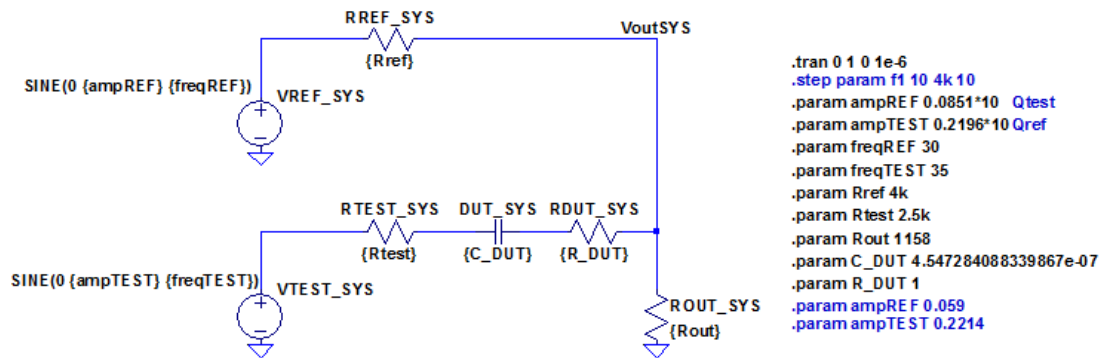 RREF_SYS
VoutSYS
{Rref}
SINE(0 {ampREF} {freqREF})
VREF_SYS
+
−
RTEST_SYS DUT_SYS RDUT_SYS
{Rtest} {C_DUT} {R_DUT}
SINE(0 {ampTEST} {freqTEST})
VTEST_SYS
+
−
ROUT_SYS
{Rout}
.tran 0 1 0 1e-6
.step param f1 10 4k 10
.param ampREF 0.0851*10 Qtest
.param ampTEST 0.2196*10 Qref
.param freqREF 30
.param freqTEST 35
.param Rref 4k
.param Rtest 2.5k
.param Rout 1158
.param C_DUT 4.547284088339867e-07
.param R_DUT 1
.param ampREF 0.059
.param ampTEST 0.2214